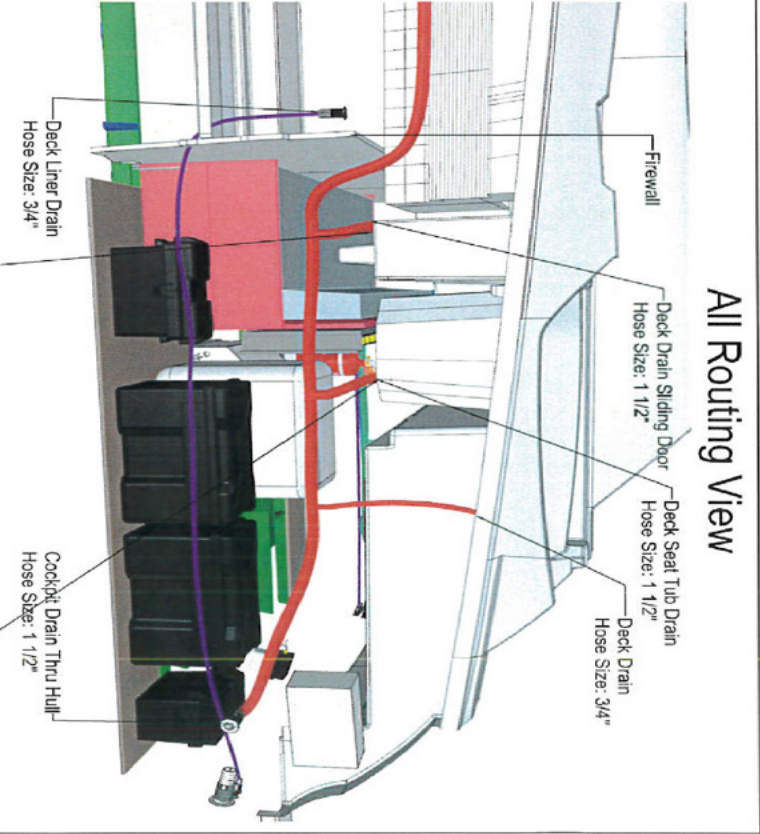 All Routing View
Deck Drain
Hose Size: 3/4"
Deck Seat Tub Drain
Hose Size: 1 1/2"
Deck Drain Sliding Door
Hose Size: 1 1/2"
Firewall
Deck Liner Drain
Hose Size: 3/4"
Cockpit Drain Thru Hull
Hose Size: 1 1/2"